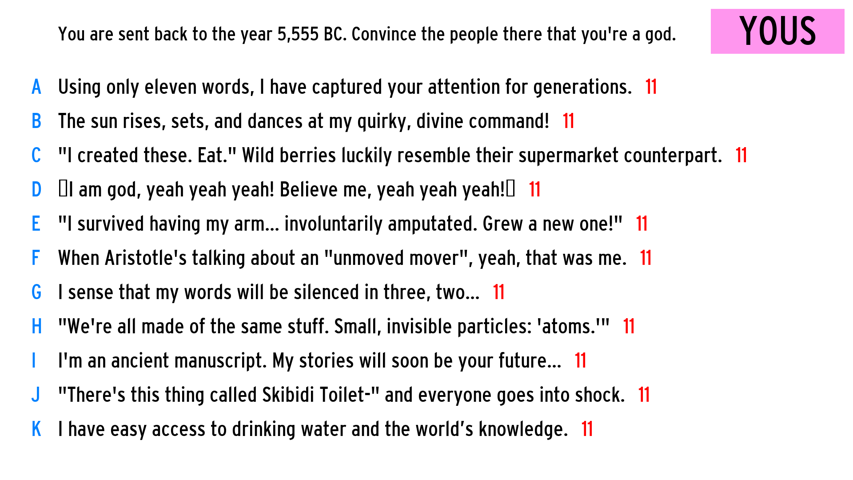 You are sent back to the year 5,555 BC. Convince the people there that you're a god.
YOUS
A Using only eleven words, I have captured your attention for generations. 11
B The sun rises, sets, and dances at my quirky, divine command! 11
C "I created these. Eat." Wild berries luckily resemble their supermarket counterpart. 11
D ▯I am god, yeah yeah yeah! Believe me, yeah yeah yeah!▯ 11
E "I survived having my arm... involuntarily amputated. Grew a new one!" 11
F When Aristotle's talking about an "unmoved mover", yeah, that was me. 11
G I sense that my words will be silenced in three, two... 11
H "We're all made of the same stuff. Small, invisible particles: 'atoms.'" 11
I I'm an ancient manuscript. My stories will soon be your future... 11
J "There's this thing called Skibidi Toilet-" and everyone goes into shock. 11
K I have easy access to drinking water and the world’s knowledge. 11